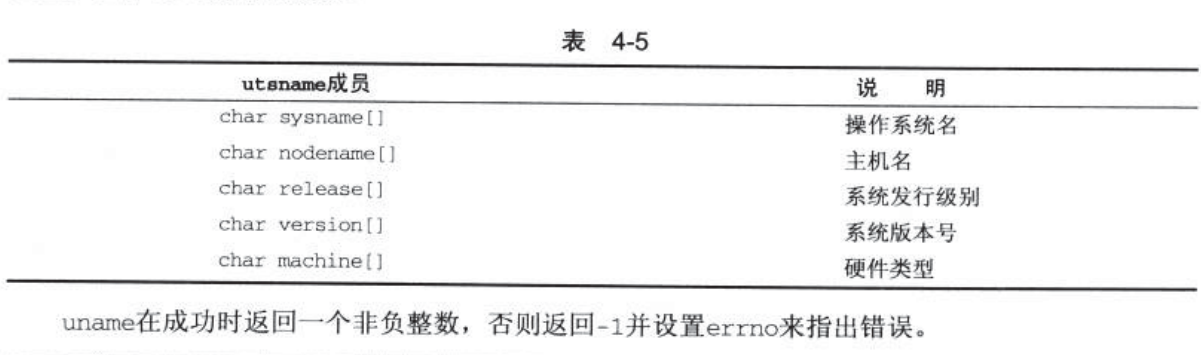 表 4-5
utsname成员 说 明
char sysname[] 操作系统名
char nodename[] 主机名
char release[] 系统发行级别
char version[] 系统版本号
char machine[] 硬件类型
uname在成功时返回一个非负整数，否则返回-1并设置errno来指出错误。